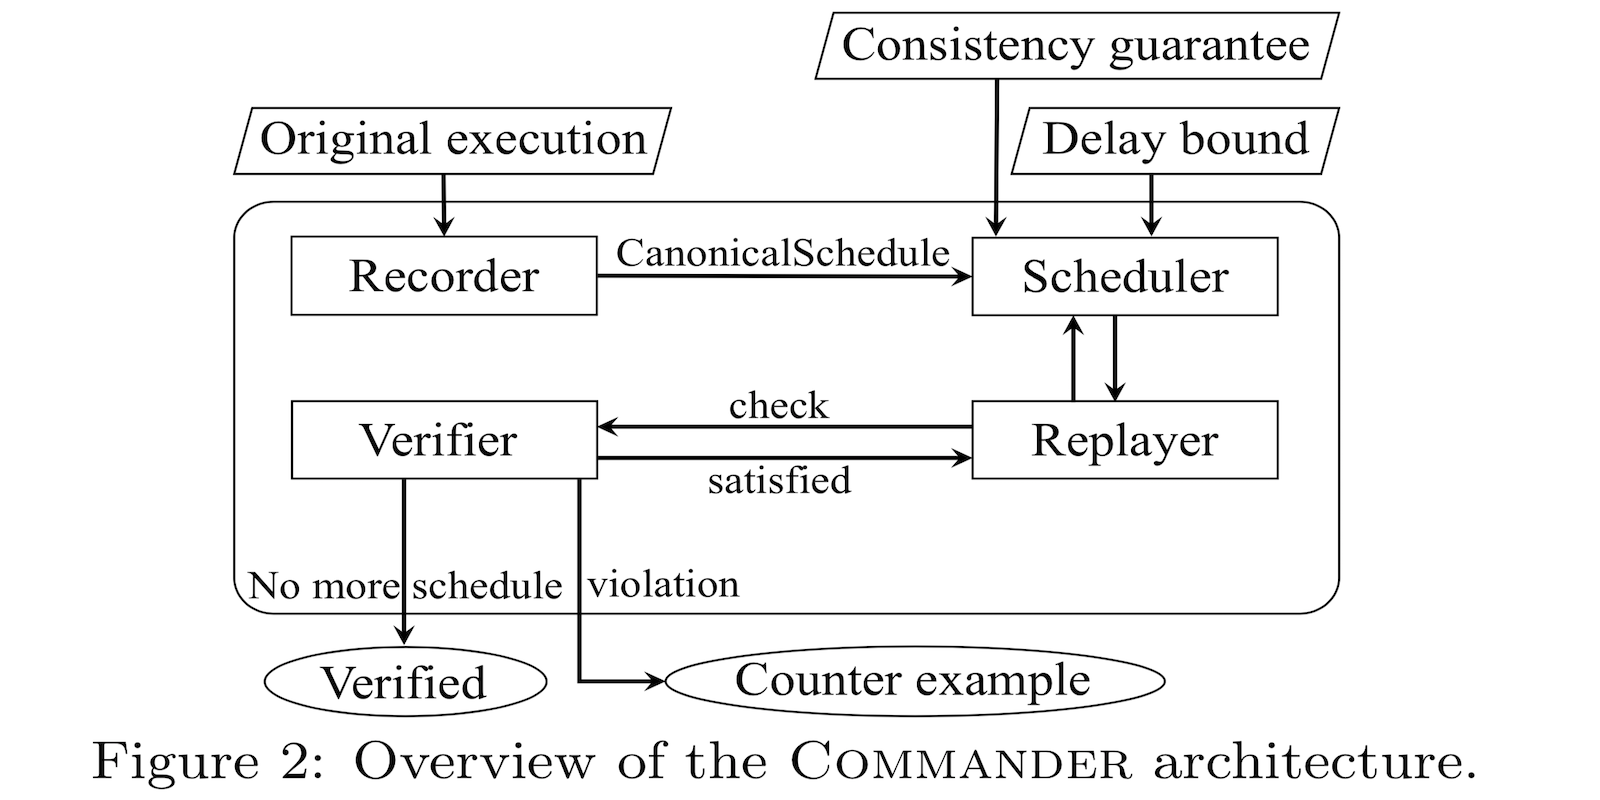 Consistency guarantee
Original execution
Delay bound
Recorder
CanonicalSchedule
Scheduler
check
Verifier
Replayer
satisfied
No more schedule
violation
Verified
Counter example
Figure 2: Overview of the COMMANDER architecture.